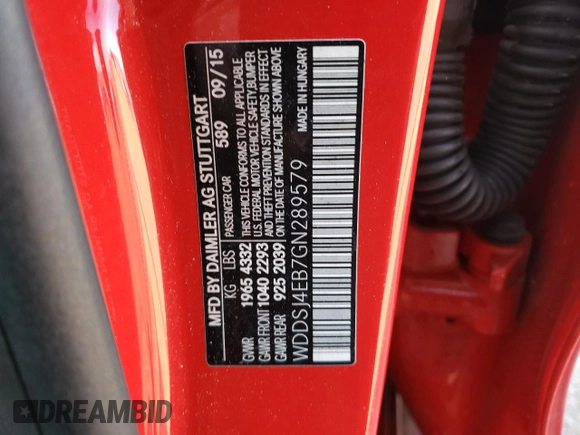 MFD BY DAIMLER AG STUTTGART
PASSENGER CAR 589 09/15
KG LBS
GVWR 1965 4332
GAWR FRONT 1040 2293
GAWR REAR 925 2039
THIS VEHICLE CONFORMS TO ALL APPLICABLE
U.S. FEDERAL MOTOR VEHICLE SAFETY, BUMPER
AND THEFT PREVENTION STANDARDS IN EFFECT
ON THE DATE OF MANUFACTURE SHOWN ABOVE
WDDSJ4EB7GN289579
MADE IN HUNGARY
DREAMBID